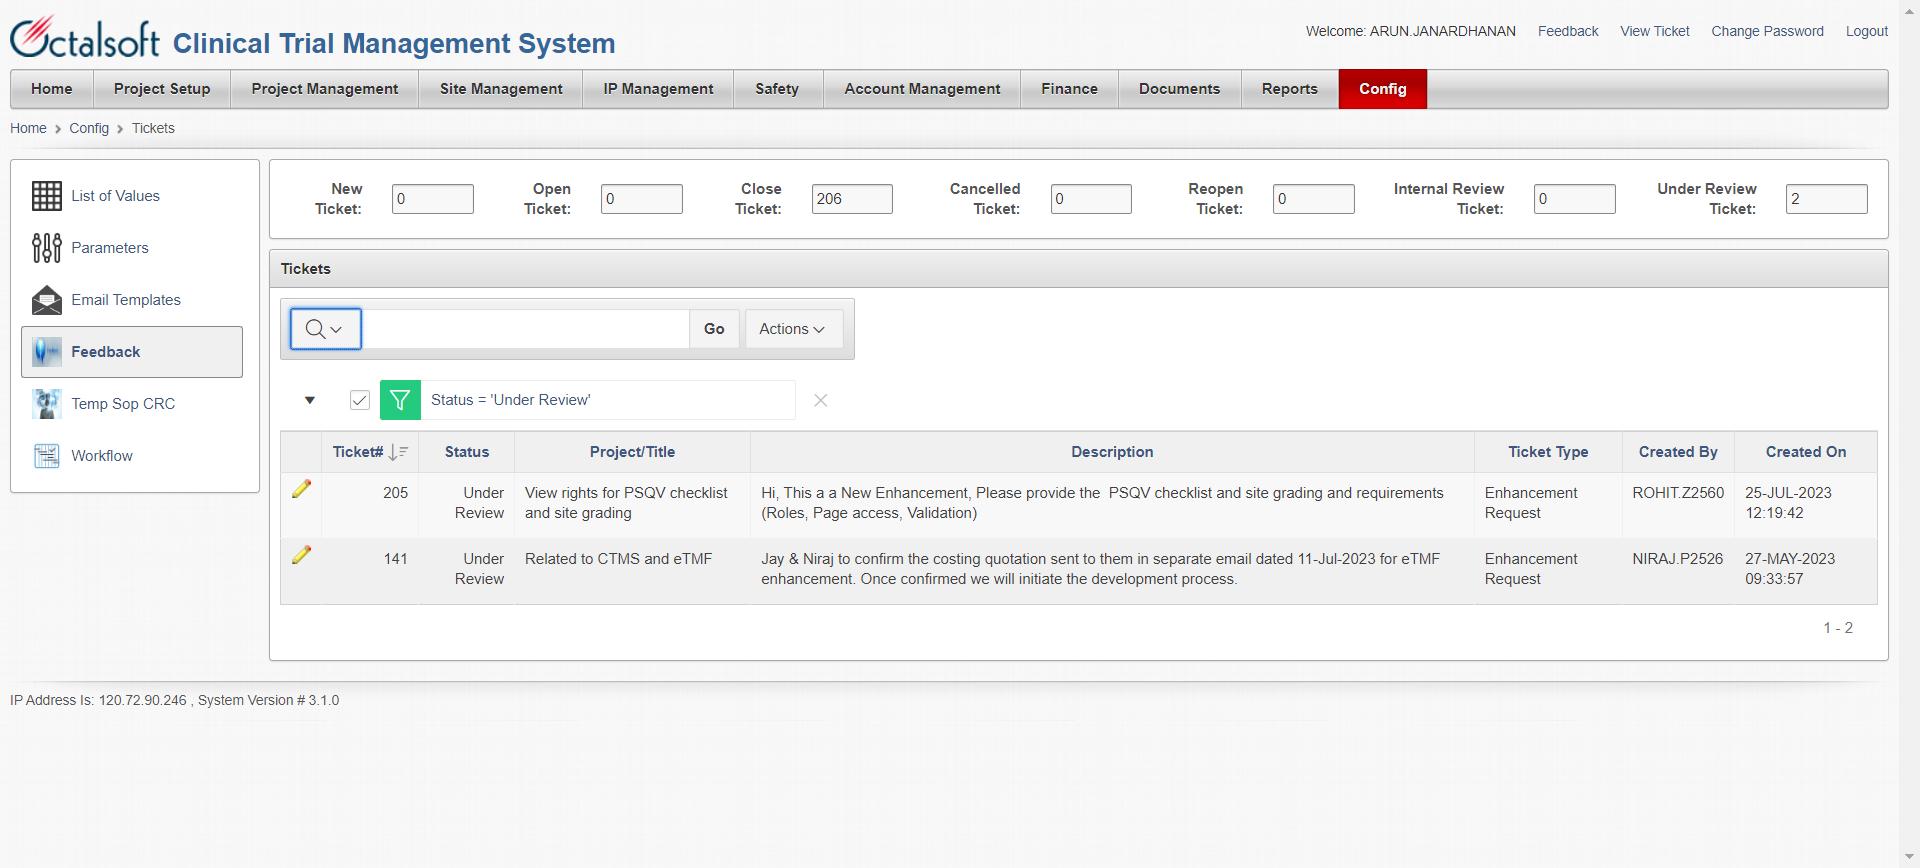 Octalsoft Clinical Trial Management System
Welcome: ARUN.JANARDHANAN Feedback View Ticket Change Password Logout
Home Project Setup Project Management Site Management IP Management Safety Account Management Finance Documents Reports Config
Home > Config > Tickets
List of Values
Parameters
Email Templates
Feedback
Temp Sop CRC
Workflow
New Ticket: 0
Open Ticket: 0
Close Ticket: 206
Cancelled Ticket: 0
Reopen Ticket: 0
Internal Review Ticket: 0
Under Review Ticket: 2
Tickets
Go Actions
Status = 'Under Review'
Ticket# Status Project/Title Description Ticket Type Created By Created On
205 Under View rights for PSQV checklist Hi, This a a New Enhancement, Please provide the PSQV checklist and site grading and requirements Enhancement ROHIT.Z2560 25-JUL-2023
Review and site grading (Roles, Page access, Validation) Request 12:19:42
141 Under Related to CTMS and eTMF Jay & Niraj to confirm the costing quotation sent to them in separate email dated 11-Jul-2023 for eTMF Enhancement NIRAJ.P2526 27-MAY-2023
Review enhancement. Once confirmed we will initiate the development process. Request 09:33:57
1 - 2
IP Address Is: 120.72.90.246 , System Version # 3.1.0